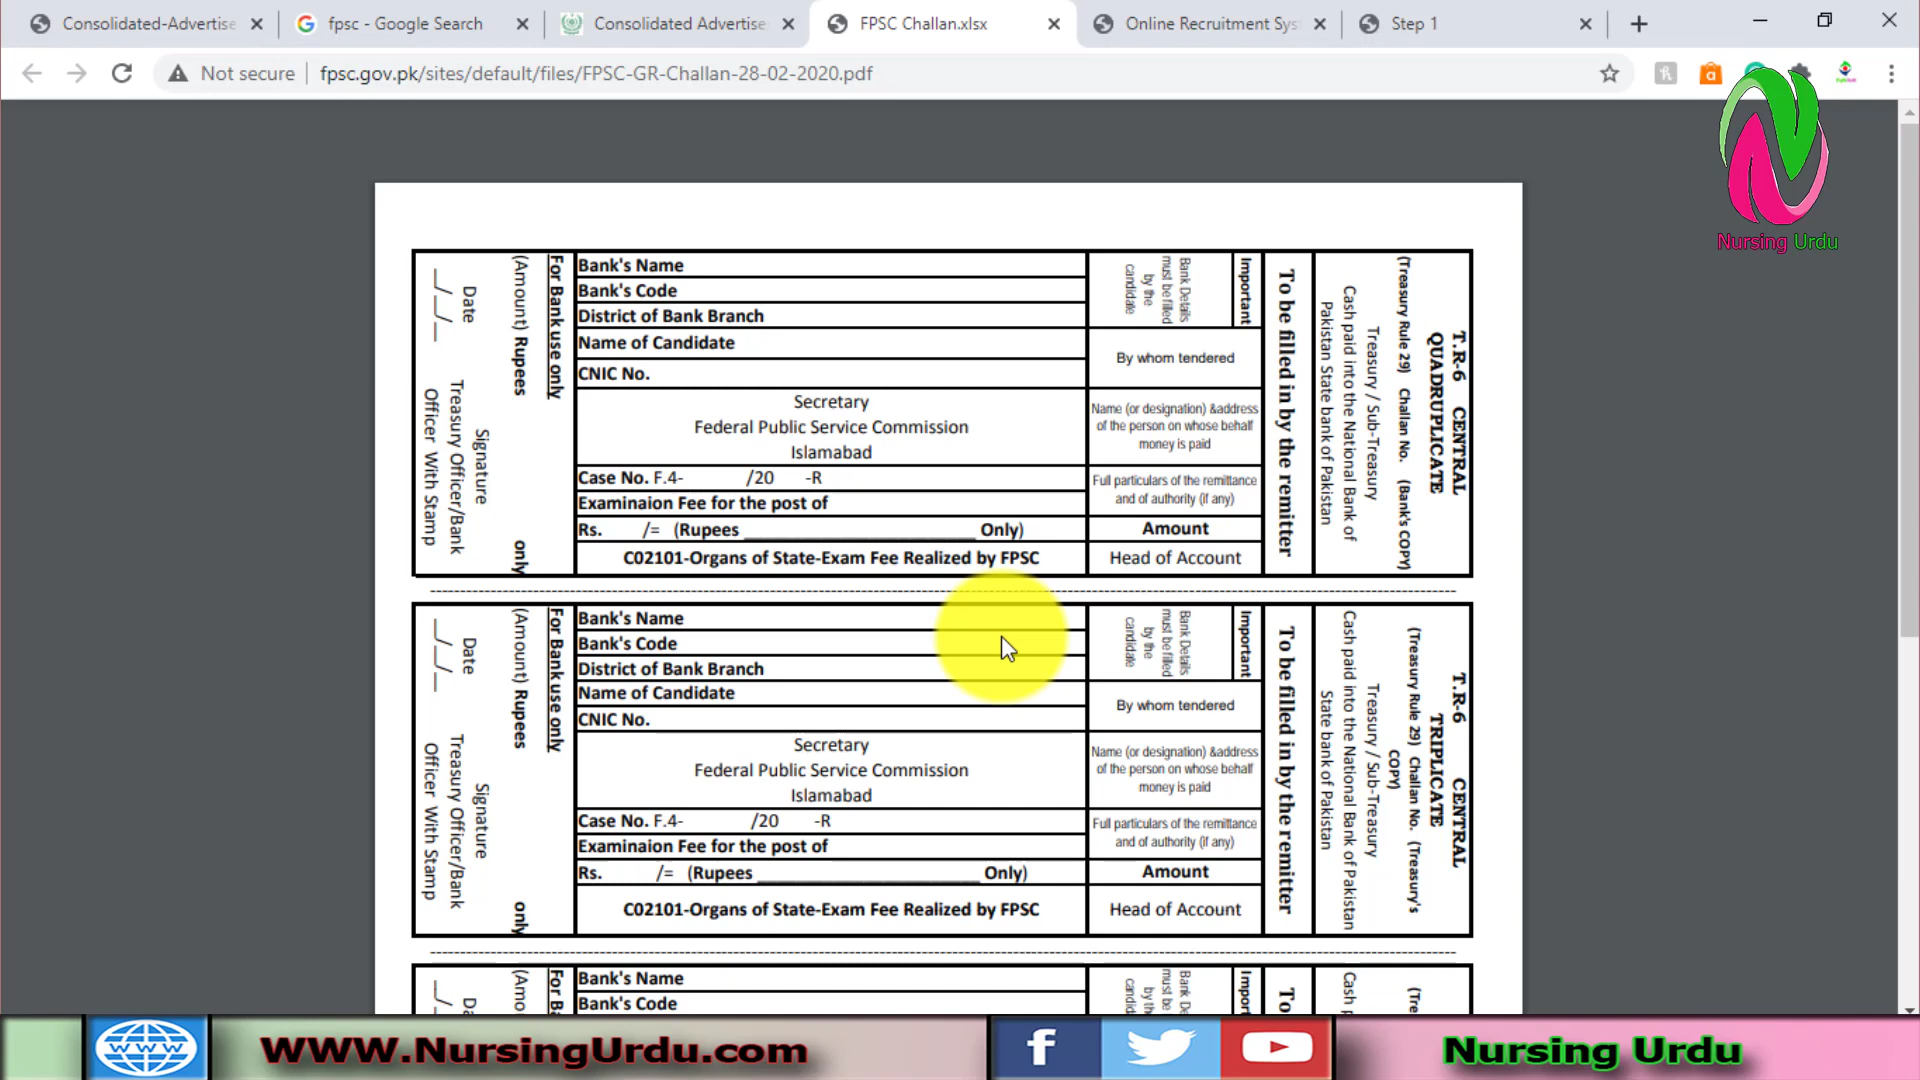 Consolidated-Advertise
fpsc - Google Search
Consolidated Advertise
FPSC Challan.xlsx
Online Recruitment Sys
Step 1
Not secure
fpsc.gov.pk/sites/default/files/FPSC-GR-Challan-28-02-2020.pdf
Nursing Urdu
T.R-6 CENTRAL
QUADRUPLICATE
(Treasury Rule 29) Challan No. (Bank's COPY)
Treasury / Sub-Treasury
Cash paid into the National Bank of
Pakistan State bank of Pakistan
To be filled in by the remitter
Important
Bank Details
must be filled
by the
candidate
Bank's Name
Bank's Code
District of Bank Branch
Name of Candidate
CNIC No.
By whom tendered
Secretary
Federal Public Service Commission
Islamabad
Name (or designation) &address
of the person on whose behalf
money is paid
Case No. F.4- /20 -R
Examinaion Fee for the post of
Full particulars of the remittance
and of authority (if any)
Rs. /= (Rupees ____ Only)
Amount
C02101-Organs of State-Exam Fee Realized by FPSC
Head of Account
For Bank use only
(Amount) Rupees only
Date
__/__/__
Signature
Treasury Officer/Bank
Officer With Stamp
T.R-6 CENTRAL
TRIPLICATE
(Treasury Rule 29) Challan No. (Treasury's
COPY)
Treasury / Sub-Treasury
Cash paid into the National Bank of Pakistan
State bank of Pakistan
To be filled in by the remitter
Important
Bank Details
must be filled
by the
candidate
Bank's Name
Bank's Code
District of Bank Branch
Name of Candidate
CNIC No.
By whom tendered
Secretary
Federal Public Service Commission
Islamabad
Name (or designation) &address
of the person on whose behalf
money is paid
Case No. F.4- /20 -R
Examinaion Fee for the post of
Full particulars of the remittance
and of authority (if any)
Rs. /= (Rupees ____ Only)
Amount
C02101-Organs of State-Exam Fee Realized by FPSC
Head of Account
For Bank use only
(Amount) Rupees only
Date
__/__/__
Signature
Treasury Officer/Bank
Officer With Stamp
Bank's Name
Bank's Code
WWW
WWW.NursingUrdu.com
Nursing Urdu